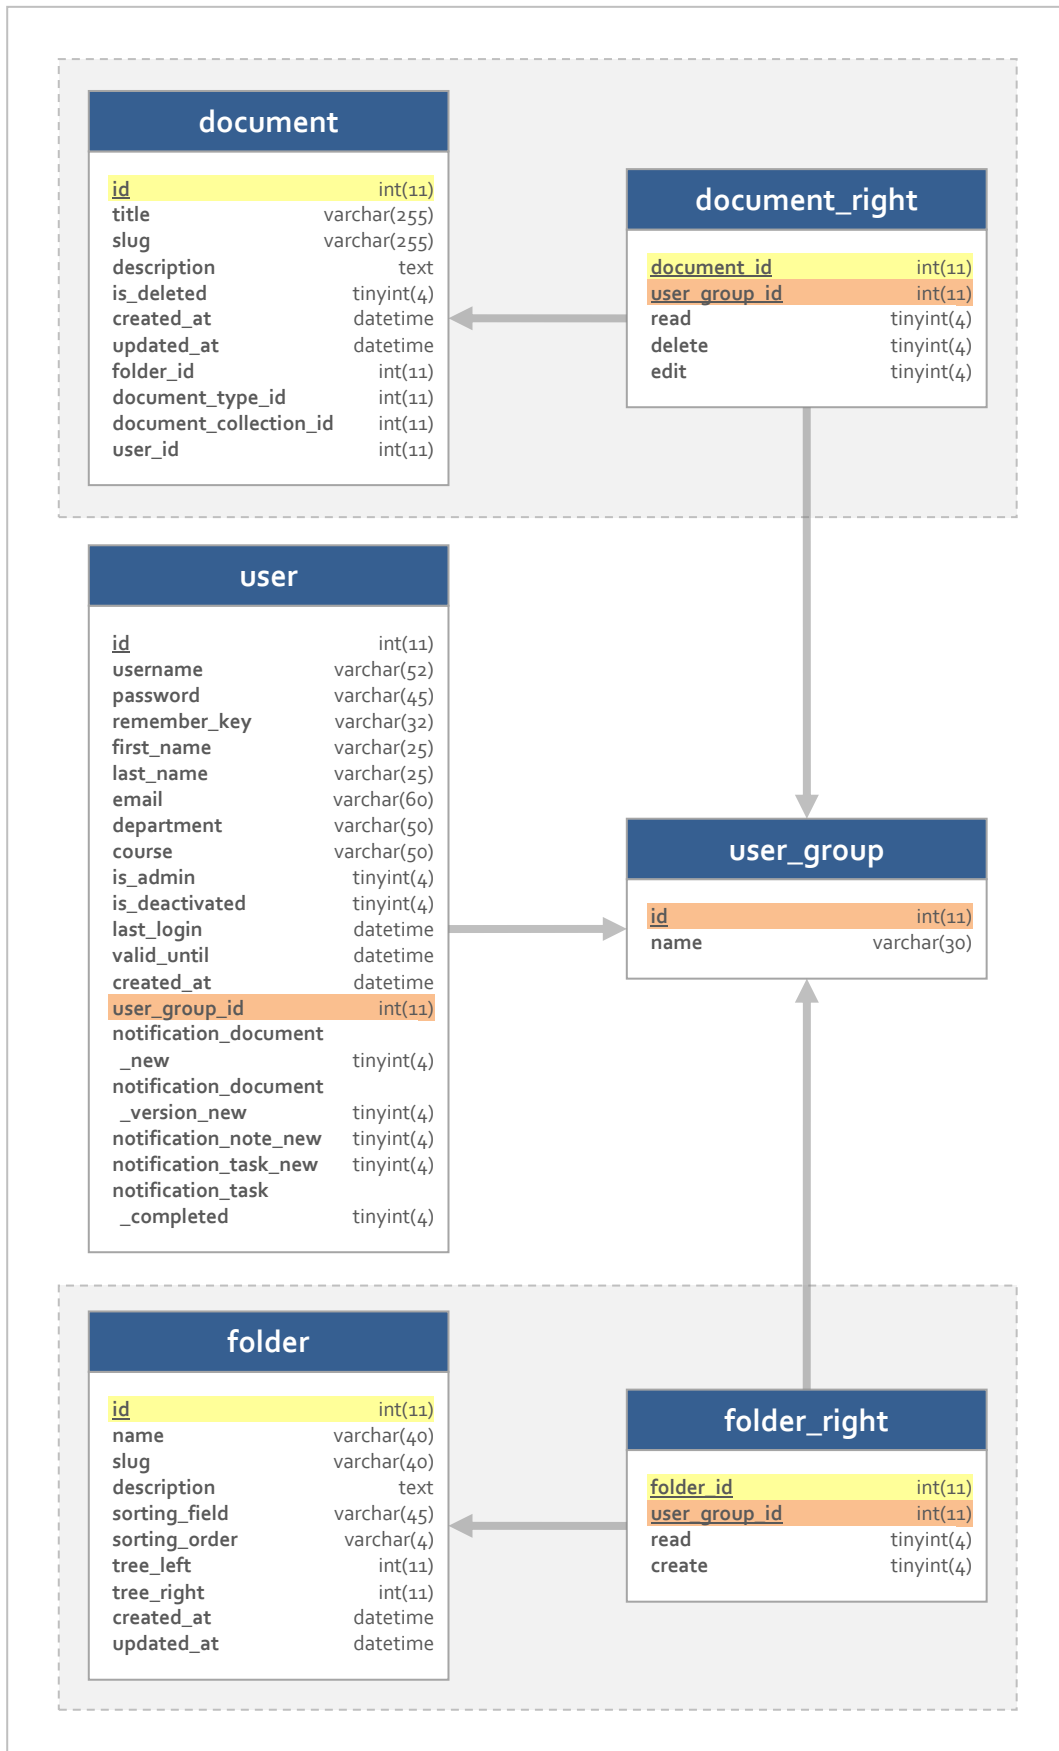 document
id int(11)
title varchar(255)
slug varchar(255)
description text
is_deleted tinyint(4)
created_at datetime
updated_at datetime
folder_id int(11)
document_type_id int(11)
document_collection_id int(11)
user_id int(11)
document_right
document_id int(11)
user_group_id int(11)
read tinyint(4)
delete tinyint(4)
edit tinyint(4)
user
id int(11)
username varchar(52)
password varchar(45)
remember_key varchar(32)
first_name varchar(25)
last_name varchar(25)
email varchar(60)
department varchar(50)
course varchar(50)
is_admin tinyint(4)
is_deactivated tinyint(4)
last_login datetime
valid_until datetime
created_at datetime
user_group_id int(11)
notification_document
_new tinyint(4)
notification_document
_version_new tinyint(4)
notification_note_new tinyint(4)
notification_task_new tinyint(4)
notification_task
_completed tinyint(4)
user_group
id int(11)
name varchar(30)
folder
id int(11)
name varchar(40)
slug varchar(40)
description text
sorting_field varchar(45)
sorting_order varchar(4)
tree_left int(11)
tree_right int(11)
created_at datetime
updated_at datetime
folder_right
folder_id int(11)
user_group_id int(11)
read tinyint(4)
create tinyint(4)